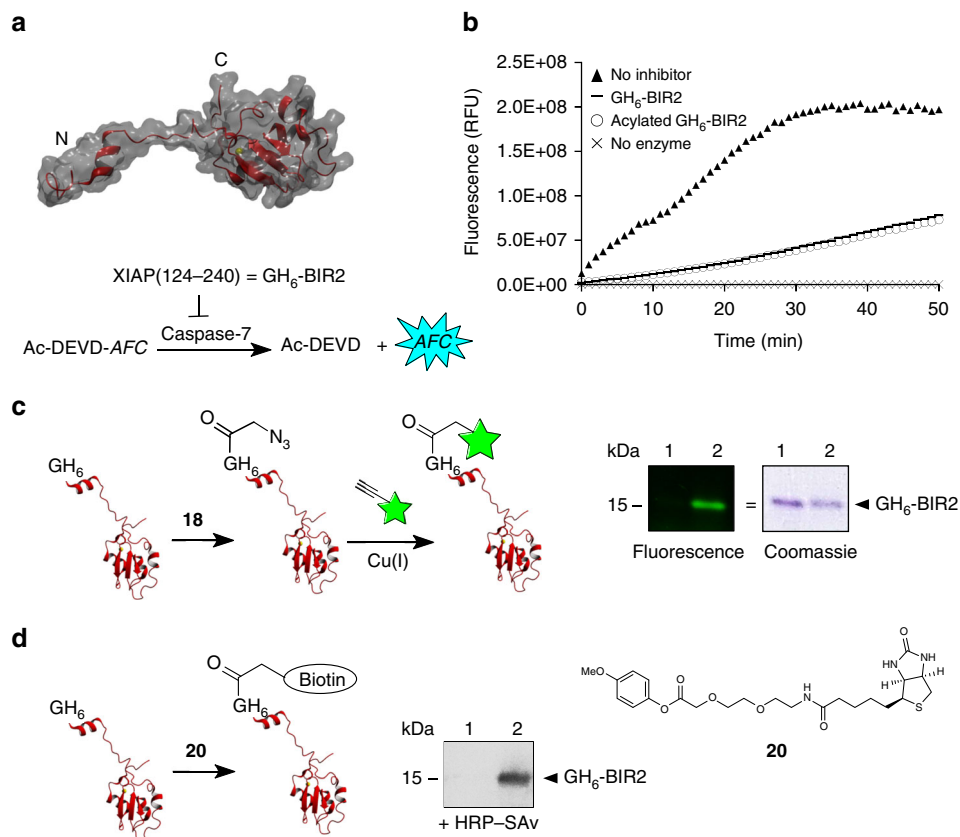 a
N
C
XIAP(124–240) = GH6-BIR2
Caspase-7
Ac-DEVD-AFC
Ac-DEVD
+
AFC
b
Fluorescence (RFU)
2.5E+08
2.0E+08
1.5E+08
1.0E+08
5.0E+07
0.0E+00
No inhibitor
GH6-BIR2
Acylated GH6-BIR2
No enzyme
0
10
20
30
40
50
Time (min)
c
GH6
18
O
N3
GH6
Cu(I)
O
GH6
kDa
1
2
1
2
15
=
GH6-BIR2
Fluorescence
Coomassie
d
GH6
20
O
Biotin
GH6
kDa
1
2
15
GH6-BIR2
+ HRP–SAv
MeO
O
O
O
O
H
N
O
O
HN
NH
H
H
S
20